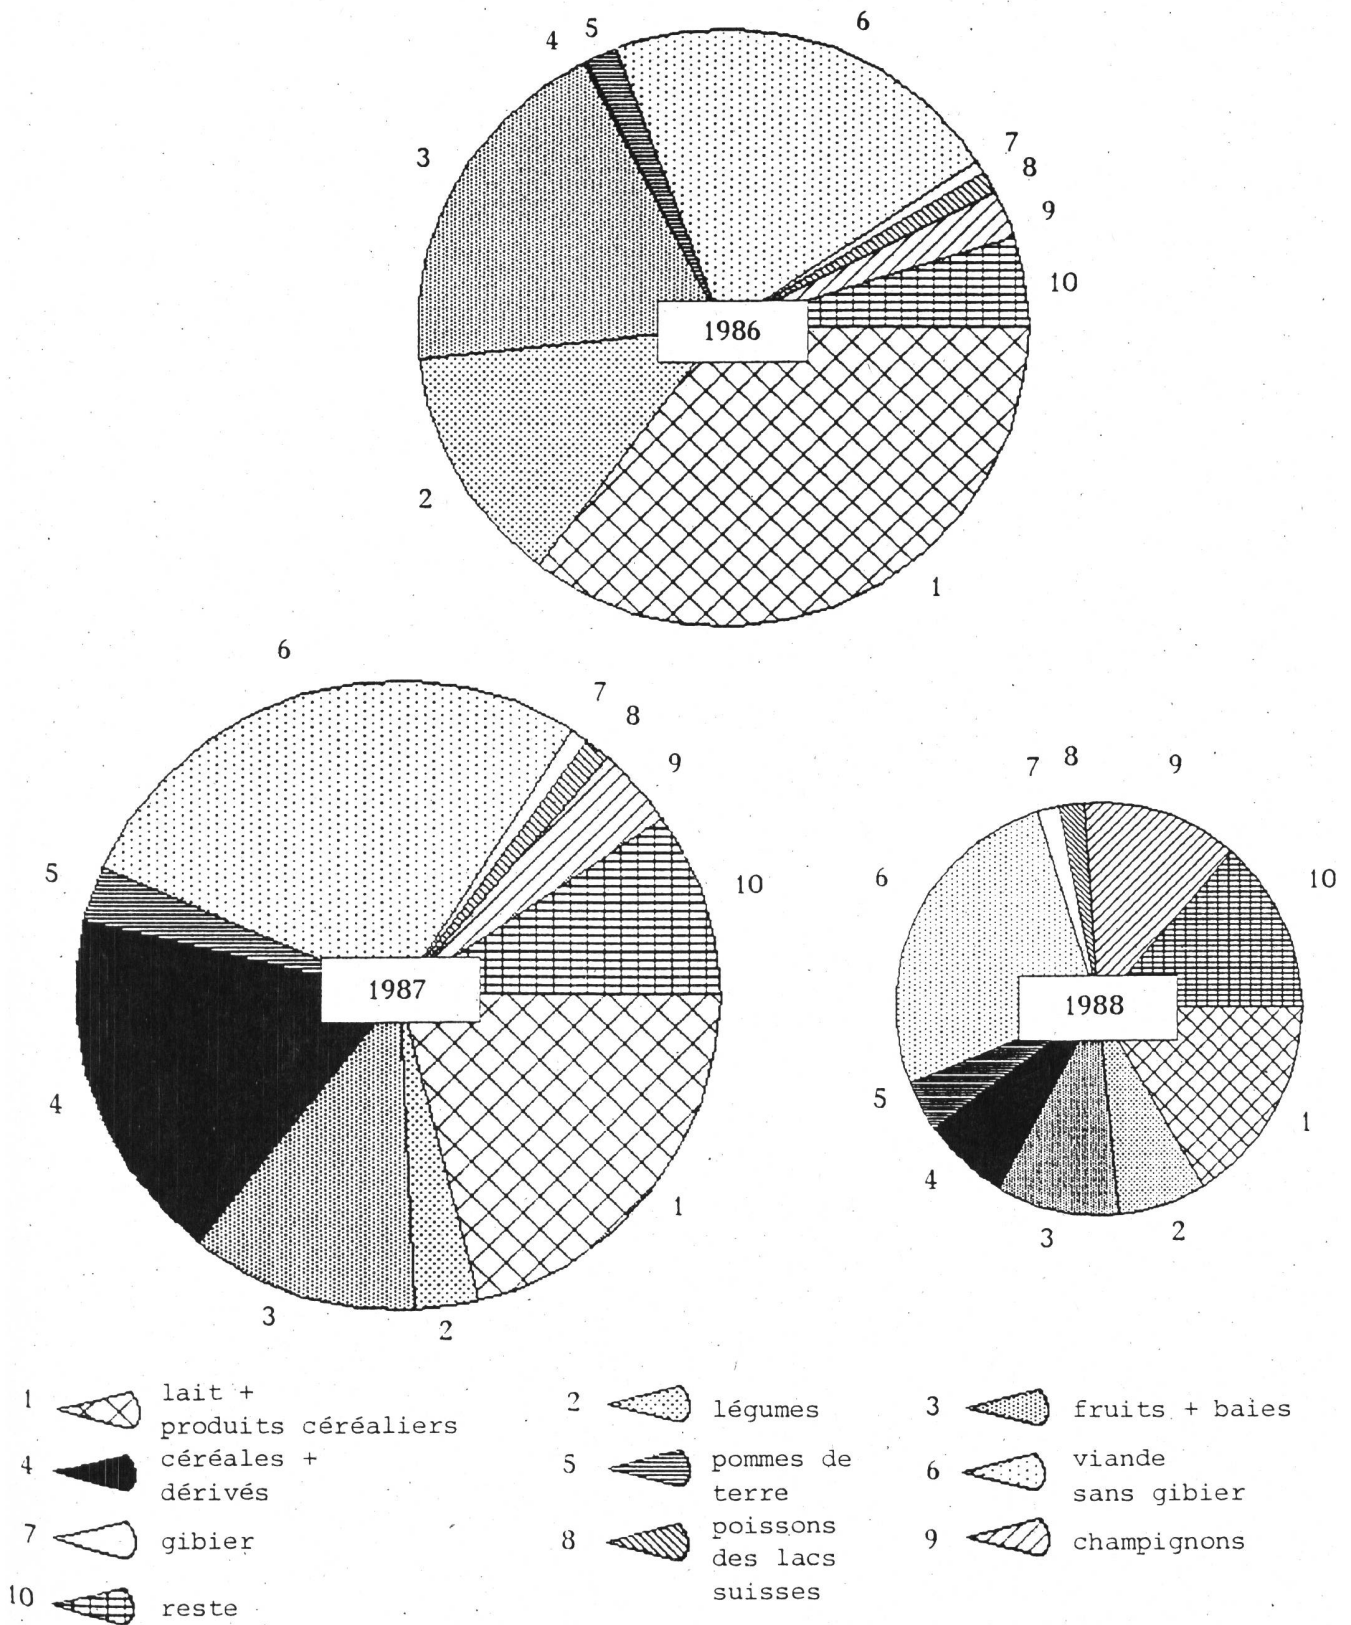 4 5 6
3
7
8
9
10
1986
2
1
6
7
8
9
5
10
1987
4
1
3
2
7 8 9
6
10
1988
5
1
4
3
2
1 lait +
produits céréaliers
2 légumes
3 fruits + baies
4 céréales +
dérivés
5 pommes de
terre
6 viande
sans gibier
7 gibier
8 poissons
des lacs
suisses
9 champignons
10 reste